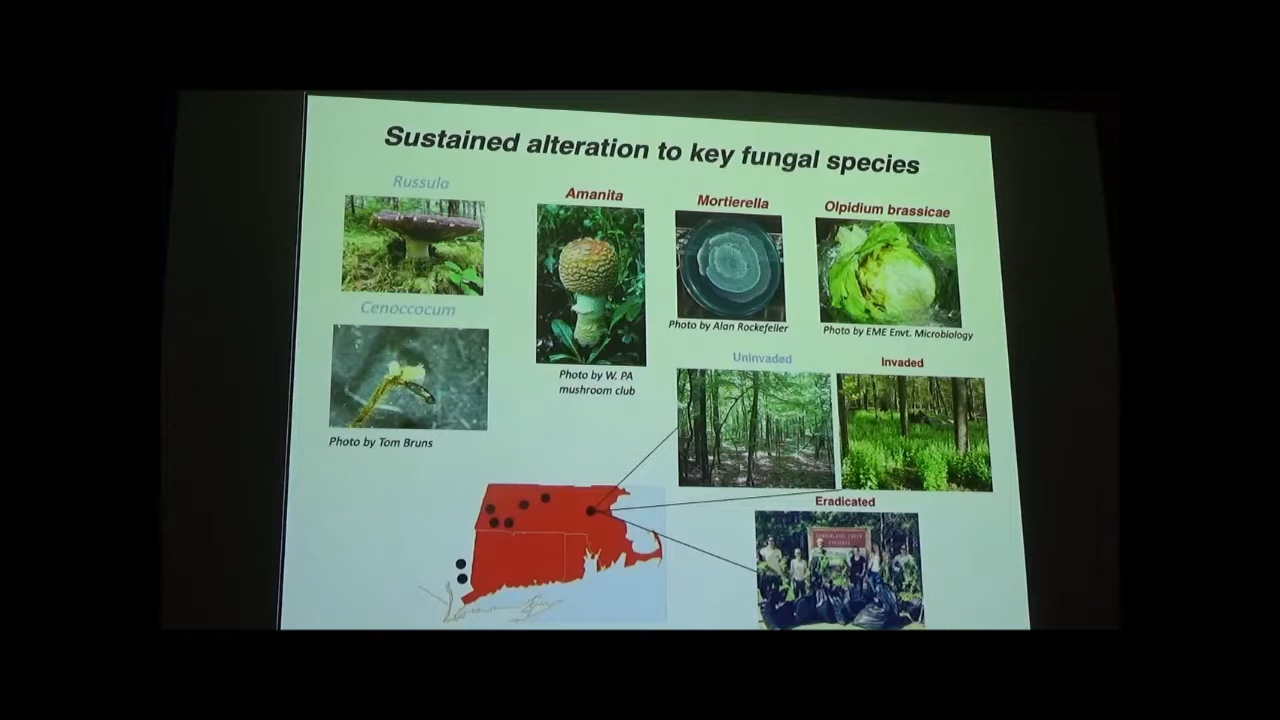 Sustained alteration to key fungal species
Russula
Amanita
Mortierella
Olpidium brassicae
Cenoccocum
Photo by Alan Rockefeller
Photo by EME Envt. Microbiology
Uninvaded
Invaded
Photo by W. PA
mushroom club
Photo by Tom Bruns
Eradicated